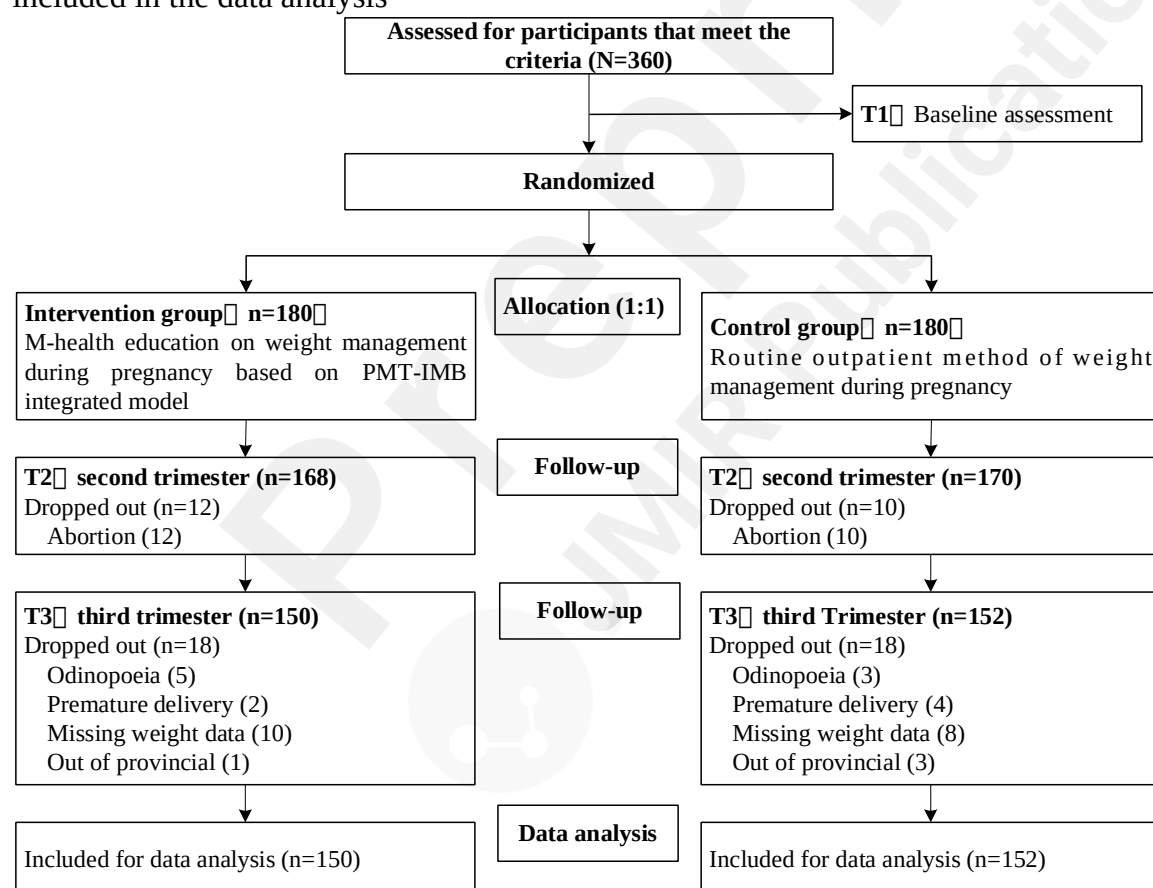 included in the data analysis
Assessed for participants that meet the
criteria (N=360)
T1□ Baseline assessment
Randomized
Allocation (1:1)
Intervention group□ n=180□
M-health education on weight management
during pregnancy based on PMT-IMB
integrated model
Control group□ n=180□
Routine outpatient method of weight
management during pregnancy
Follow-up
T2□ second trimester (n=168)
Dropped out (n=12)
Abortion (12)
T2□ second trimester (n=170)
Dropped out (n=10)
Abortion (10)
Follow-up
T3□ third trimester (n=150)
Dropped out (n=18)
Odinopoeia (5)
Premature delivery (2)
Missing weight data (10)
Out of provincial (1)
T3□ third Trimester (n=152)
Dropped out (n=18)
Odinopoeia (3)
Premature delivery (4)
Missing weight data (8)
Out of provincial (3)
Data analysis
Included for data analysis (n=150)
Included for data analysis (n=152)
Prepr
JMIR Publicatio